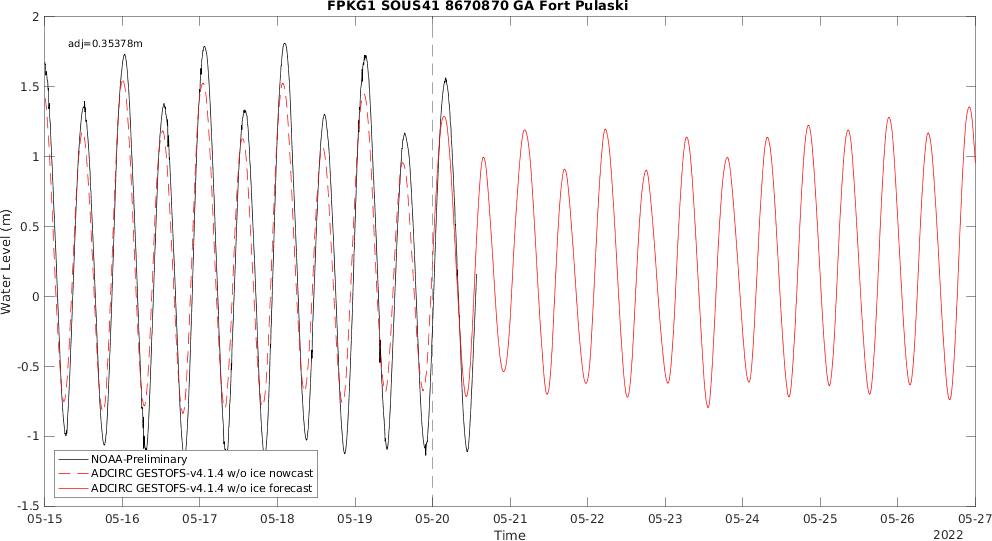 FPKG1 SOUS41 8670870 GA Fort Pulaski
adj=0.35378m
2
1.5
1
0.5
0
-0.5
-1
-1.5
Water Level (m)
NOAA-Preliminary
ADCIRC GESTOFS-v4.1.4 w/o ice nowcast
ADCIRC GESTOFS-v4.1.4 w/o ice forecast
05-15 05-16 05-17 05-18 05-19 05-20 05-21 05-22 05-23 05-24 05-25 05-26 05-27
Time
2022